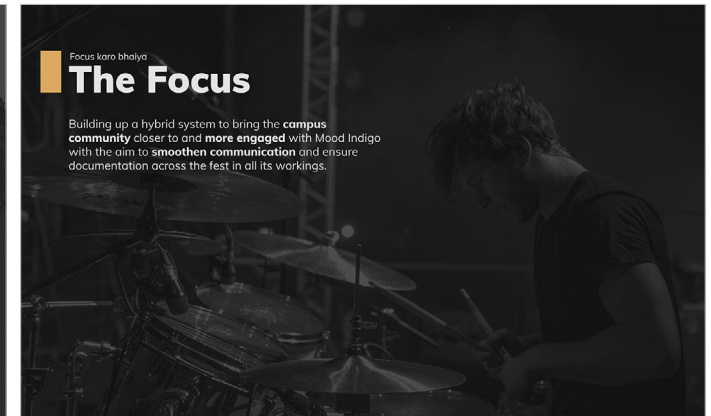 Focus karo bhaiya
The Focus
Building up a hybrid system to bring the campus
community closer to and more engaged with Mood Indigo
with the aim to smoothen communication and ensure
documentation across the fest in all its workings.